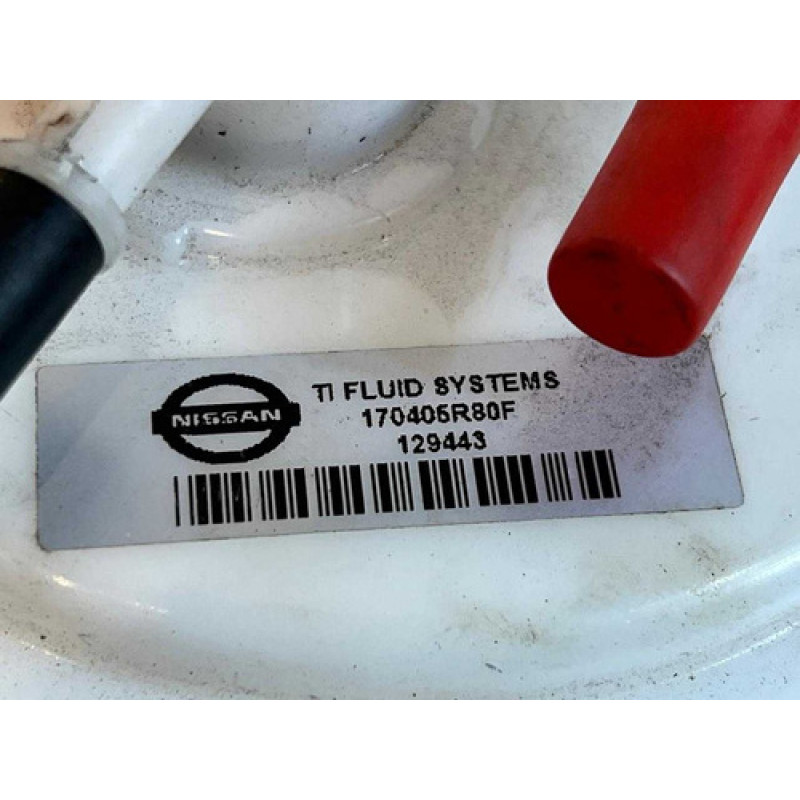 NISSAN
TI FLUID SYSTEMS
170406R80F
129443